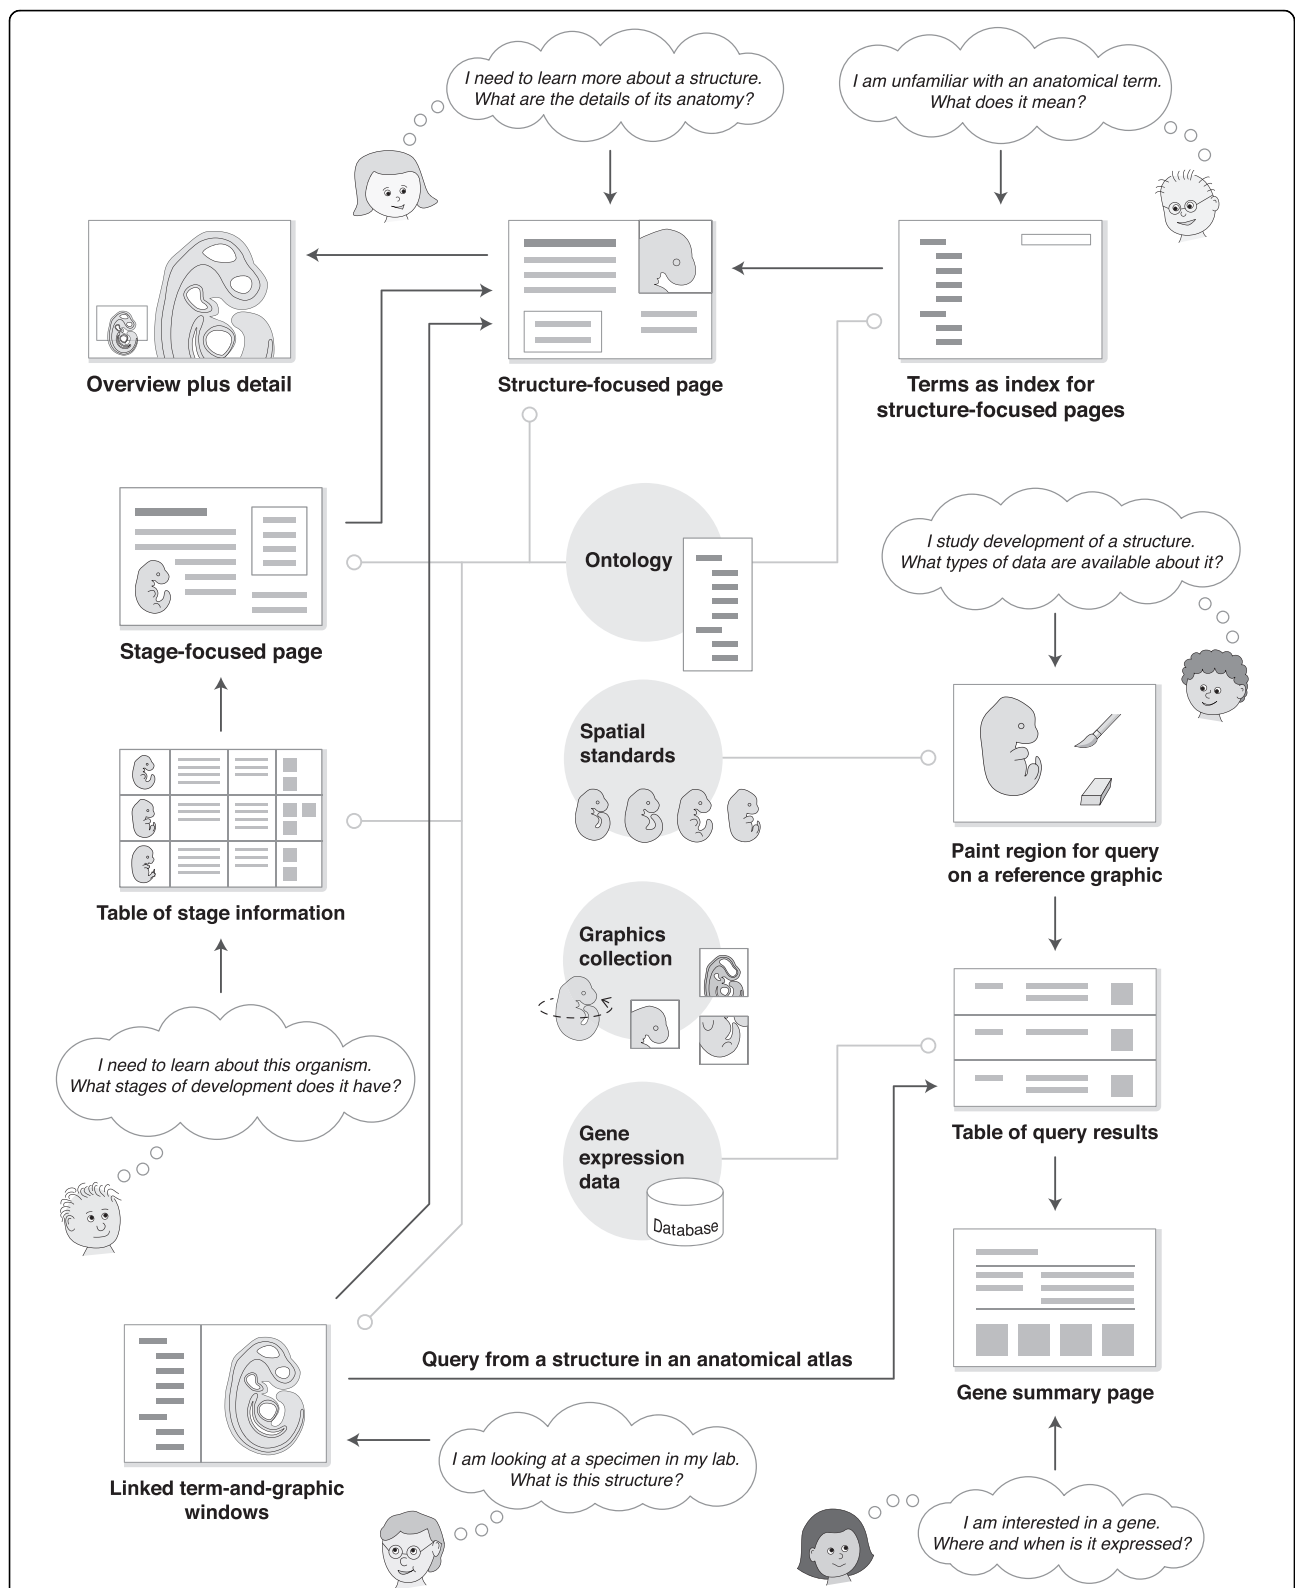 I need to learn more about a structure.
What are the details of its anatomy?
I am unfamiliar with an anatomical term.
What does it mean?
Overview plus detail
Structure-focused page
Terms as index for
structure-focused pages
Ontology
I study development of a structure.
What types of data are available about it?
Stage-focused page
Spatial
standards
Paint region for query
on a reference graphic
Table of stage information
Graphics
collection
I need to learn about this organism.
What stages of development does it have?
Gene
expression
data
Database
Table of query results
Query from a structure in an anatomical atlas
Gene summary page
Linked term-and-graphic
windows
I am looking at a specimen in my lab.
What is this structure?
I am interested in a gene.
Where and when is it expressed?